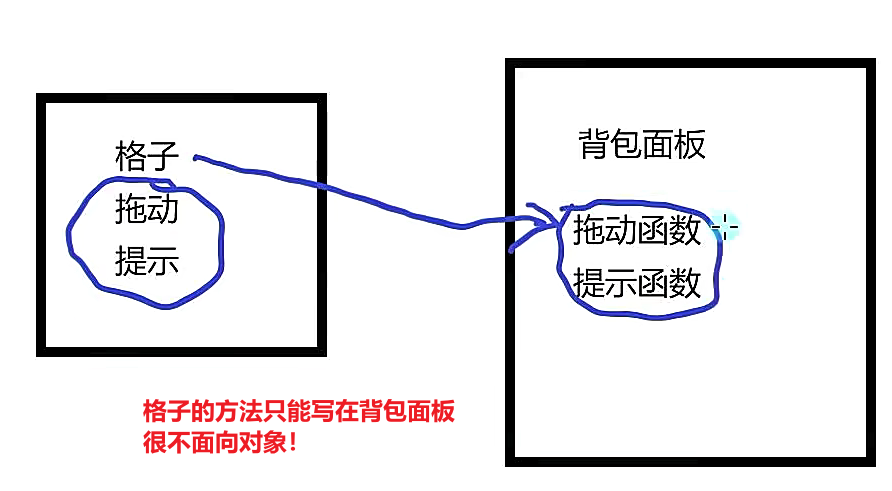 格子
拖动
提示
背包面板
拖动函数
提示函数
格子的方法只能写在背包面板
很不面向对象！